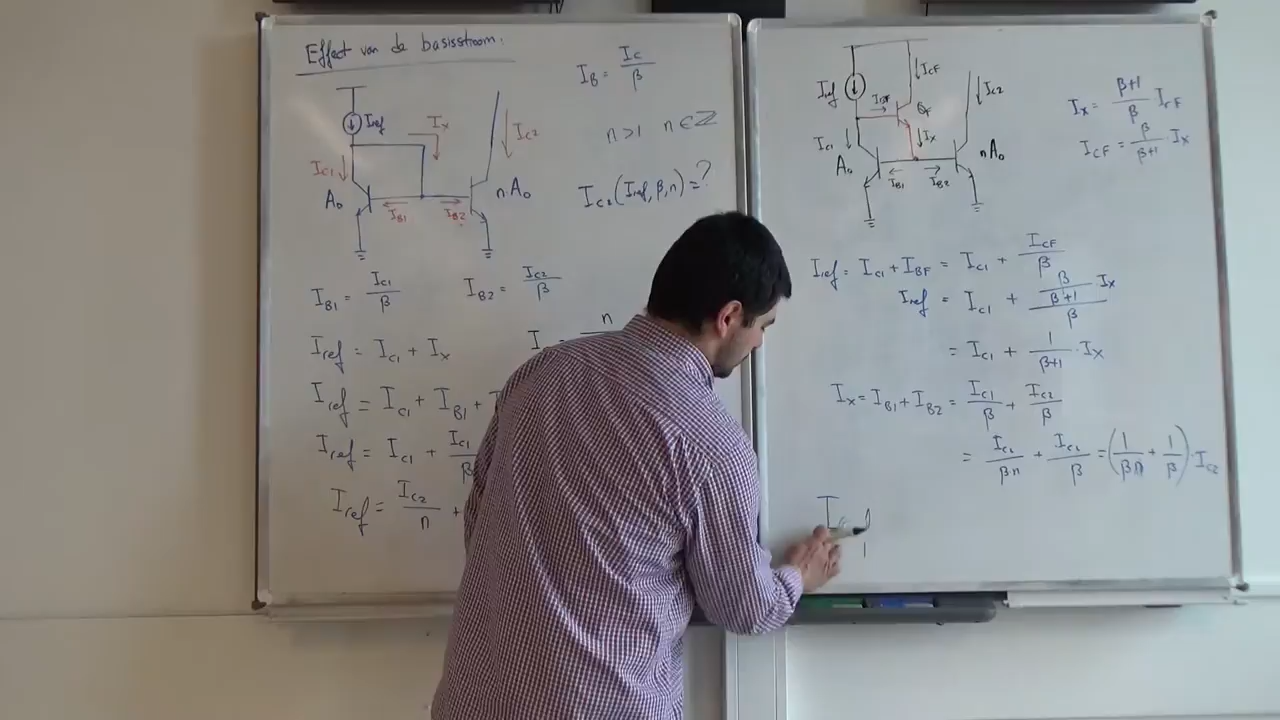 Effect van de basisstroom.
I_B = I_C / β
n > 1 n ∈ ℤ
I_C2 (I_ref, β, n) = ?
I_ref
I_x
I_C2
I_C1
A_0
n·A_0
I_B1
I_B2
I_B1 = I_C1 / β
I_B2 = I_C2 / β
I_ref = I_C1 + I_x
n
I_ref = I_C1 + I_B1 +
I_ref = I_C1 + I_C1 / β
I_ref = I_C2 / n +
I_ref
I_CF
I_BF
Q_F
I_C2
I_C1
I_x
A_0
nA_0
I_B1
I_B2
I_x = (β+1) / β I_CF
I_CF = β / (β+1) · I_x
I_ref = I_C1 + I_BF = I_C1 + I_CF / β
I_ref = I_C1 + (β / (β+1) · I_x) / β
= I_C1 + 1 / (β+1) · I_x
I_x = I_B1 + I_B2 = I_C1 / β + I_C2 / β
= I_C2 / βn + I_C2 / β = (1 / βn + 1 / β) · I_C2